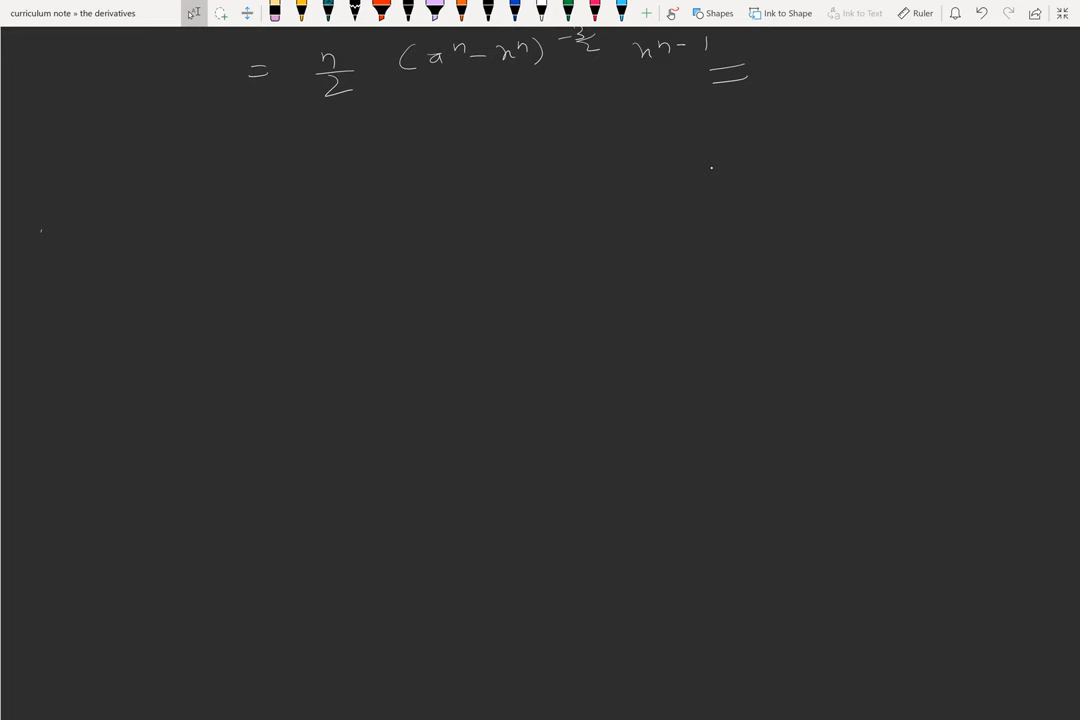 curriculum note » the derivatives
Shapes Ink to Shape Ink to Text Ruler
= n/2 (a^n - x^n)^-3/2 x^n-1